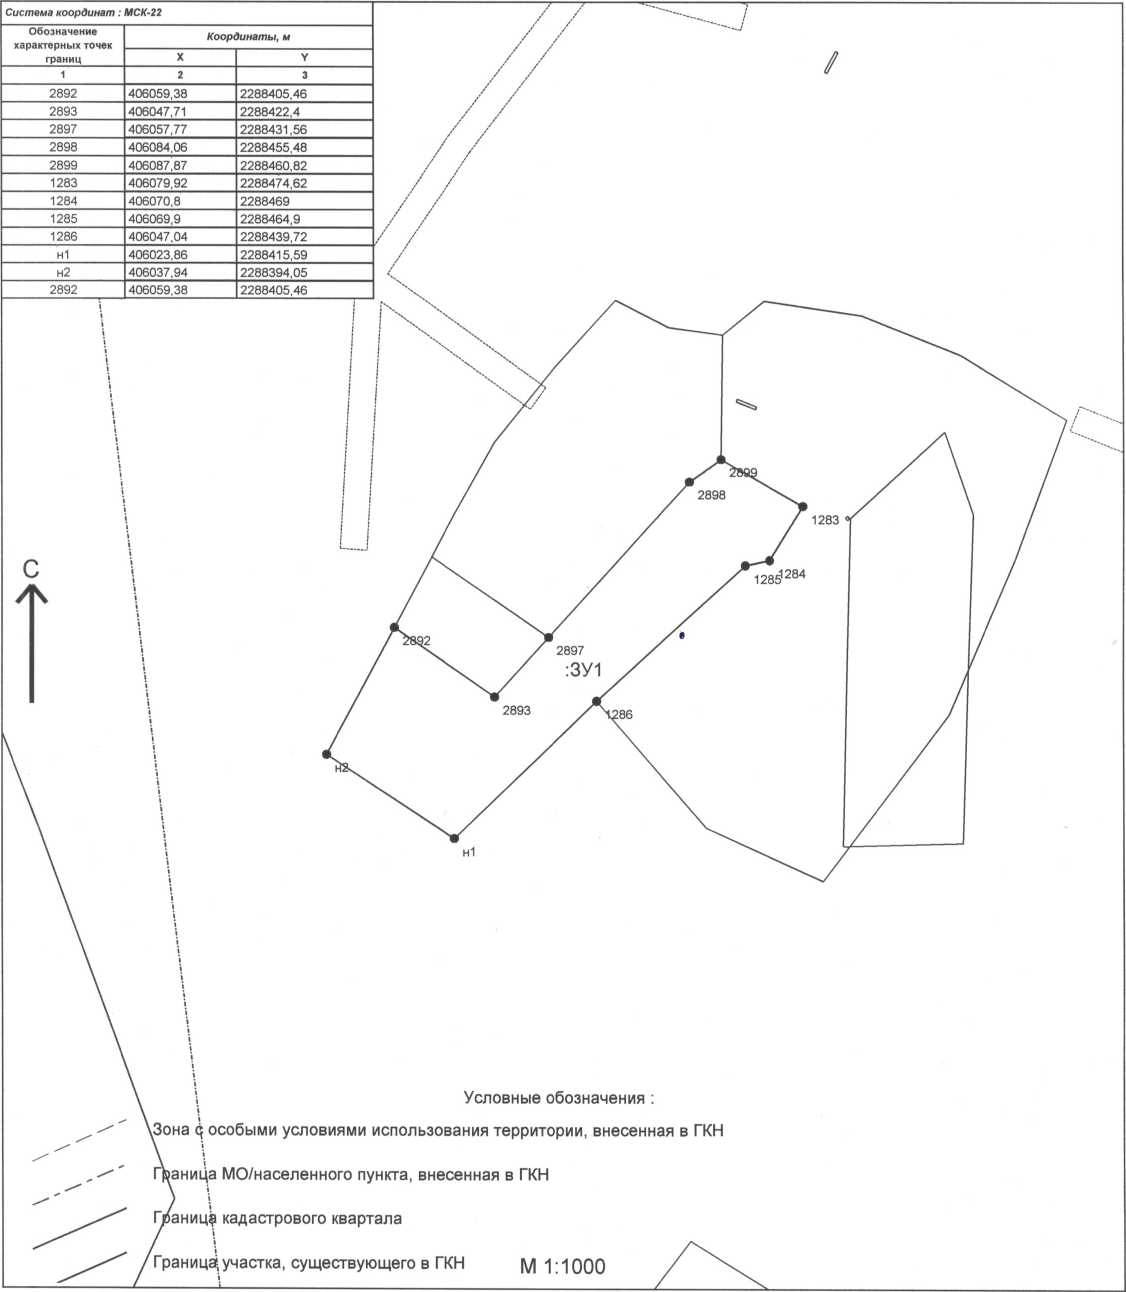 Система координат : МСК-22
Обозначение характерных точек границ
Координаты, м
X Y
1 2 3
2892 406059,38 2288405,46
2893 406047,71 2288422,4
2897 406057,77 2288431,56
2898 406084,06 2288455,48
2899 406087,87 2288460,82
1283 406079,92 2288474,62
1284 406070,8 2288469
1285 406069,9 2288464,9
1286 406047,04 2288439,72
н1 406023,86 2288415,59
н2 406037,94 2288394,05
2892 406059,38 2288405,46
2899
2898
1283
С
1284
1285
2892
2897
:ЗУ1
2893
1286
н2
н1
Условные обозначения :
Зона с особыми условиями использования территории, внесенная в ГКН
Граница МО/населенного пункта, внесенная в ГКН
Граница кадастрового квартала
Граница участка, существующего в ГКН
М 1:1000